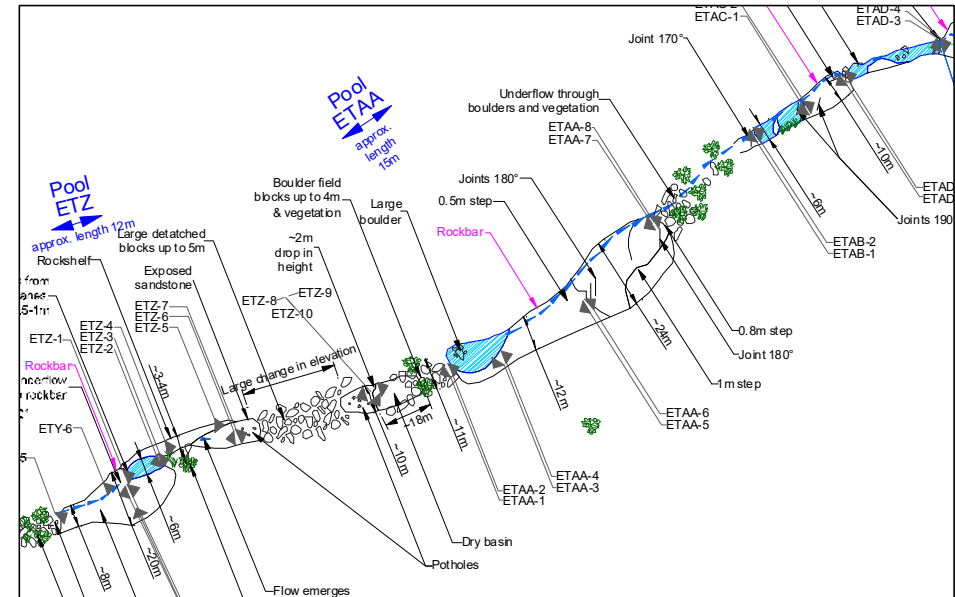 ETAC-1
ETAD-4
ETAD-3
Joint 170°
Pool
ETAA
approx.
length
15m
Underflow through
boulders and vegetation
ETAA-8
ETAA-7
~10m
ETAD
ETAD
Pool
ETZ
approx. length 12m
Boulder field
blocks up to 4m
& vegetation
Large
boulder
Joints 180°
0.5m step
~6m
Joints 190
Rockbar
Large detatched
blocks up to 5m
~2m
drop in
height
ETAB-2
ETAB-1
Rockshelf
Exposed
sandstone
from
.5-1m
ETZ-7
ETZ-6
ETZ-5
ETZ-8
ETZ-9
ETZ-10
ETZ-1
ETZ-4
ETZ-3
ETZ-2
0.8m step
~24m
Joint 180°
Rockbar
Large change in elevation
~3-4m
1m step
rockbar
~12m
ETAA-6
ETAA-5
ETY-6
~18m
~11m
~10m
ETAA-4
ETAA-3
ETAA-2
ETAA-1
~6m
~20m
~8m
Dry basin
Potholes
Flow emerges